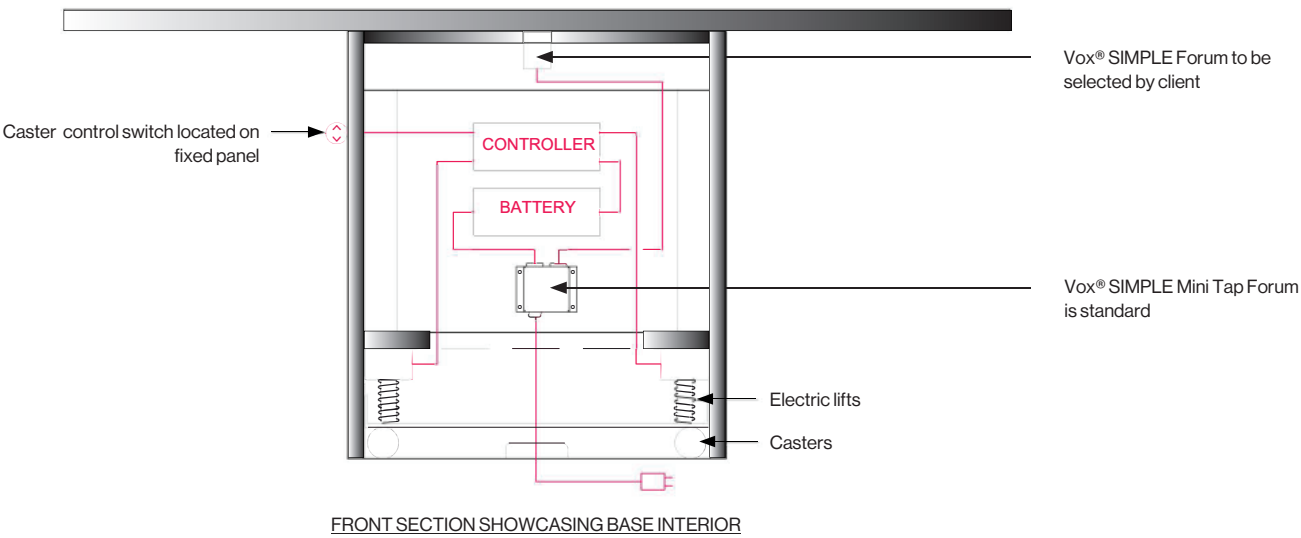 Vox® SIMPLE Forum to be
selected by client
Caster control switch located on
fixed panel
CONTROLLER
BATTERY
Vox® SIMPLE Mini Tap Forum
is standard
Electric lifts
Casters
FRONT SECTION SHOWCASING BASE INTERIOR